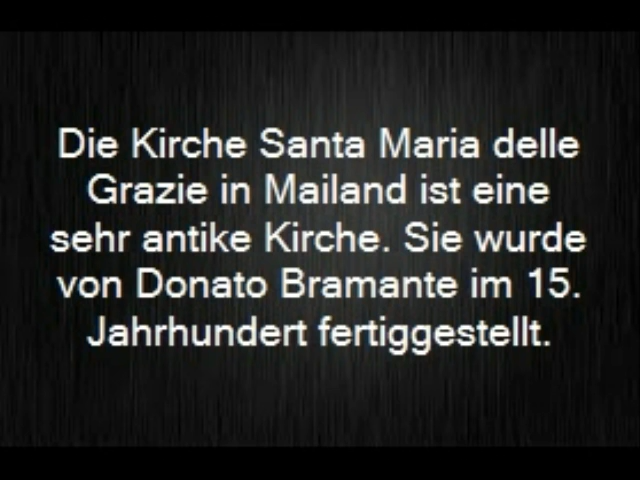 Die Kirche Santa Maria delle
Grazie in Mailand ist eine
sehr antike Kirche. Sie wurde
von Donato Bramante im 15.
Jahrhundert fertiggestellt.